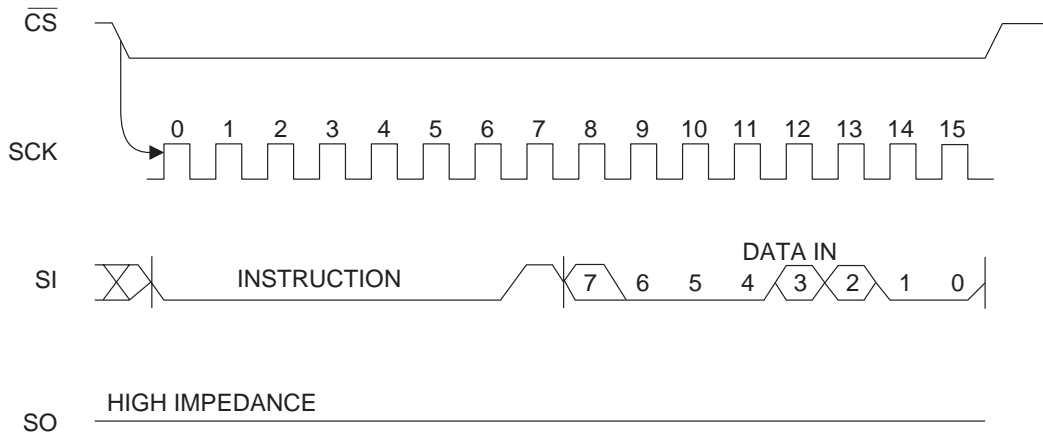 CS
0 1 2 3 4 5 6 7 8 9 10 11 12 13 14 15
SCK
DATA IN
SI
INSTRUCTION
7 6 5 4 3 2 1 0
HIGH IMPEDANCE
SO